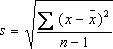 s = √(∑ (x − x̄)² / (n − 1))